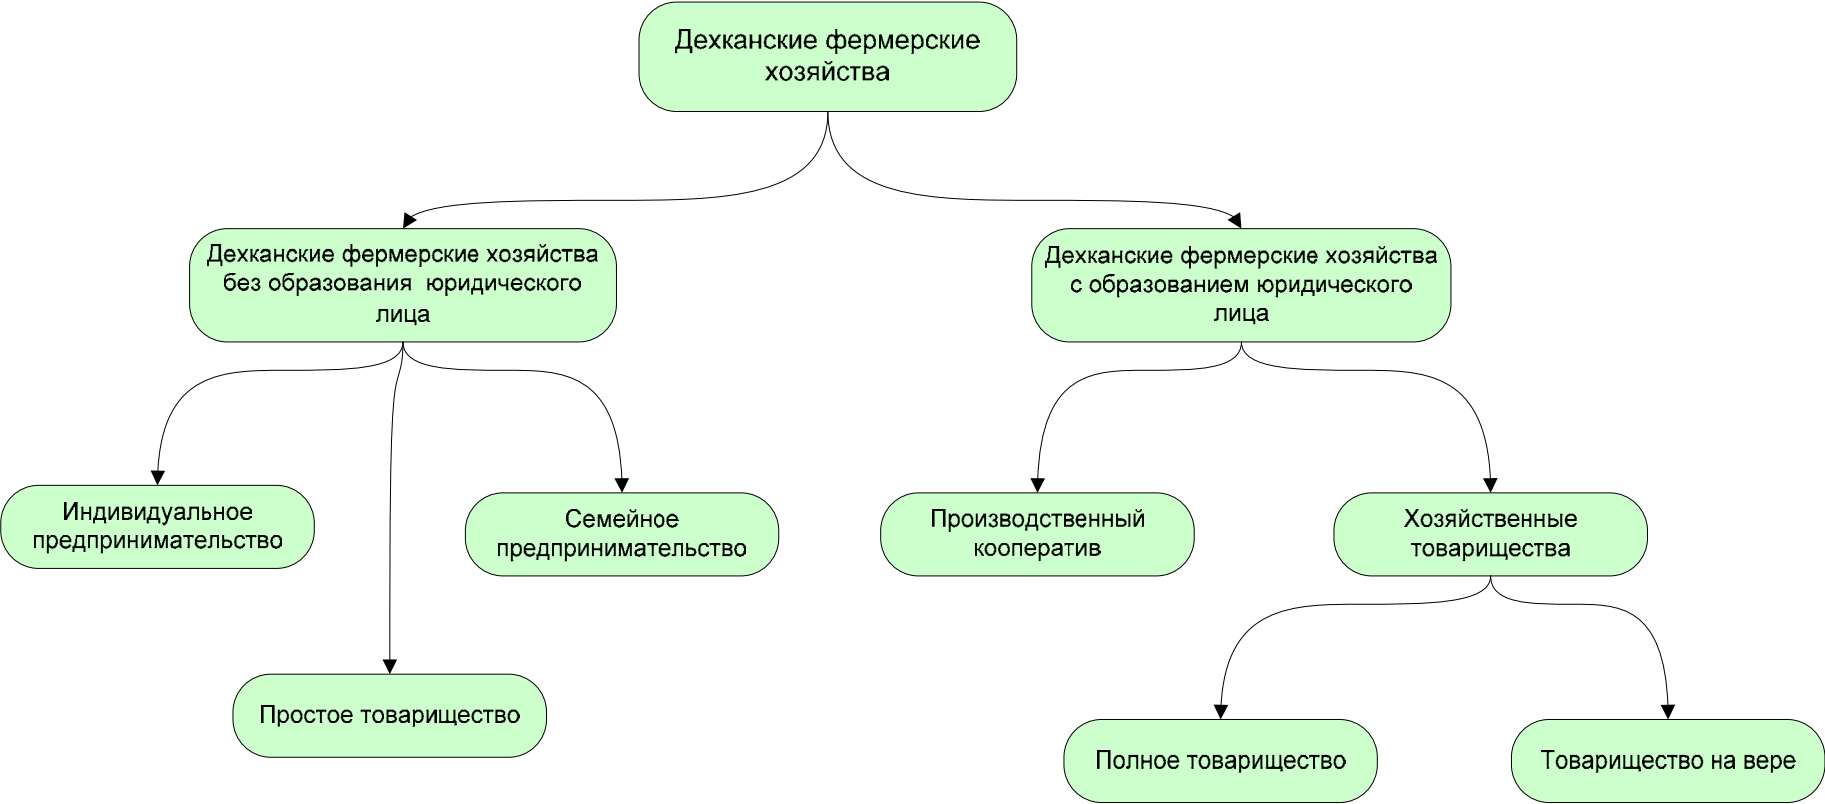 Дехканские фермерские
хозяйства
Дехканские фермерские хозяйства
без образования юридического
лица
Дехканские фермерские хозяйства
с образованием юридического
лица
Индивидуальное
предпринимательство
Семейное
предпринимательство
Производственный
кооператив
Хозяйственные
товарищества
Простое товарищество
Полное товарищество
Товарищество на вере